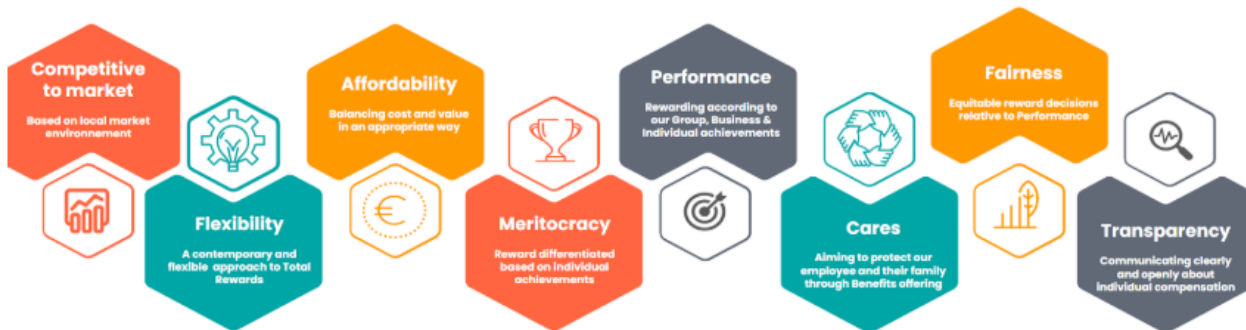 Competitive
to market
Based on local market
environnement
Flexibility
A contemporary and
flexible approach to Total
Rewards
Affordability
Balancing cost and value
in an appropriate way
€
Meritocracy
Reward differentiated
based on individual
achievements
Performance
Rewarding according to
our Group, Business &
Individual achievements
Cares
Aiming to protect our
employee and their family
through Benefits offering
Fairness
Equitable reward decisions
relative to Performance
Transparency
Communicating clearly
and openly about
individual compensation